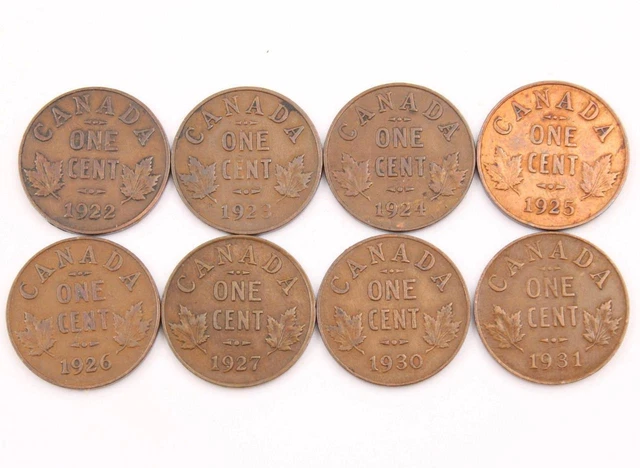 CANADA
ONE
CENT
1922
CANADA
ONE
CENT
1923
CANADA
ONE
CENT
1924
CANADA
ONE
CENT
1925
CANADA
ONE
CENT
1926
CANADA
ONE
CENT
1927
CANADA
ONE
CENT
1930
CANADA
ONE
CENT
1931